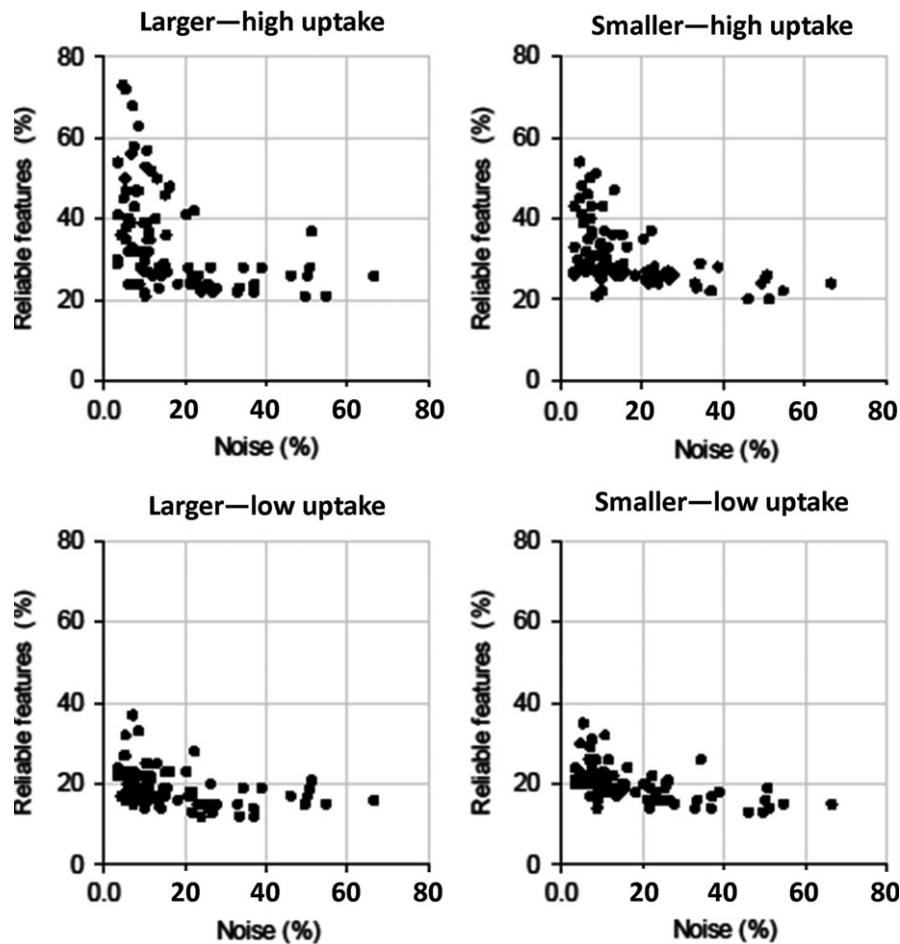 Larger—high uptake
Reliable features (%)
80
60
40
20
0
0.0 20 40 60 80
Noise (%)
Smaller—high uptake
Reliable features (%)
80
60
40
20
0
0.0 20 40 60 80
Noise (%)
Larger—low uptake
Reliable features (%)
80
60
40
20
0
0.0 20 40 60 80
Noise (%)
Smaller—low uptake
Reliable features (%)
80
60
40
20
0
0.0 20 40 60 80
Noise (%)